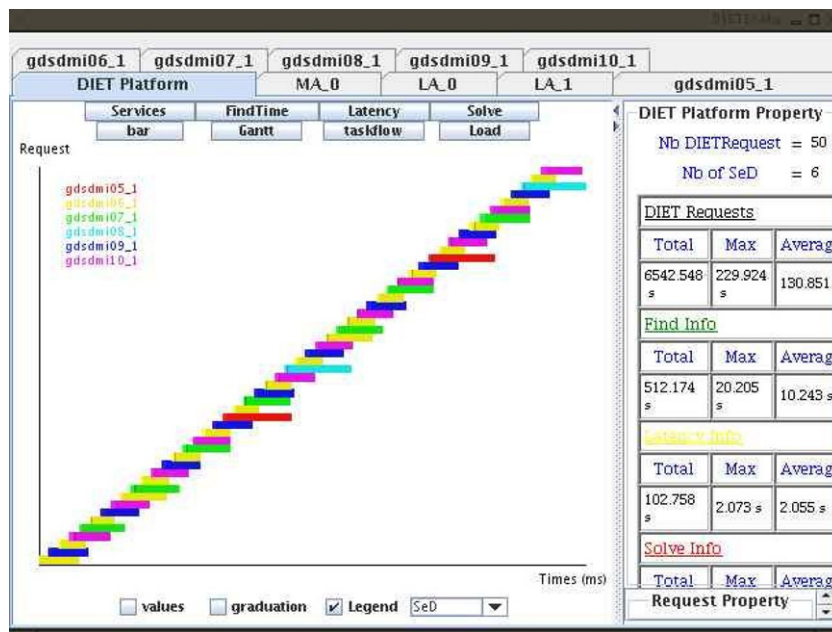 gdsdmi06_1 gdsdmi07_1 gdsdmi08_1 gdsdmi09_1 gdsdmi10_1
DIET Platform MA_0 LA_0 LA_1 gdsdmi05_1
Services FindTime Latency Solve
bar Gantt taskflow Load
Request
gdsdmi05_1
gdsdmi06_1
gdsdmi07_1
gdsdmi08_1
gdsdmi09_1
gdsdmi10_1
Times (ms)
values graduation Legend SeD
DIET Platform Property
Nb DIETRequest = 50
Nb of SeD = 6
DIET Requests
Total Max Averag
6542.548 s 229.924 s 130.851
Find Info
Total Max Averag
512.174 s 20.205 s 10.243 s
Latency Info
Total Max Averag
102.758 s 2.073 s 2.055 s
Solve Info
Total Max Averag
Request Property